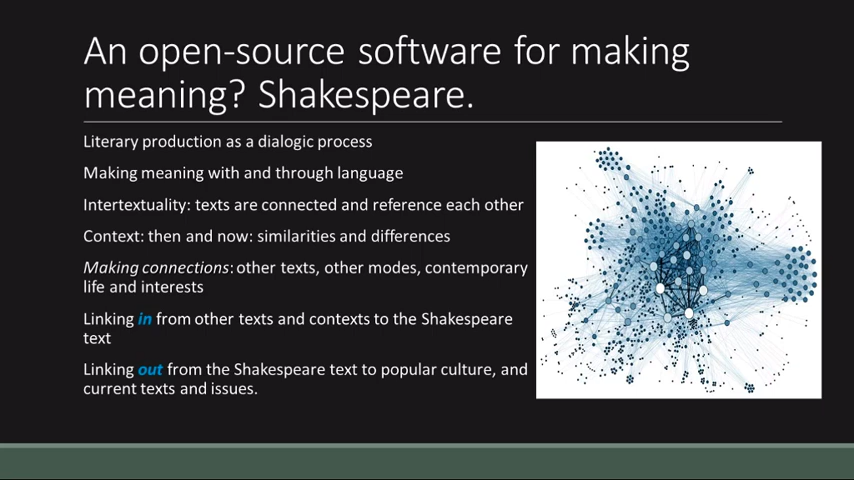 An open-source software for making
meaning? Shakespeare.
Literary production as a dialogic process
Making meaning with and through language
Intertextuality: texts are connected and reference each other
Context: then and now: similarities and differences
Making connections: other texts, other modes, contemporary
life and interests
Linking in from other texts and contexts to the Shakespeare
text
Linking out from the Shakespeare text to popular culture, and
current texts and issues.